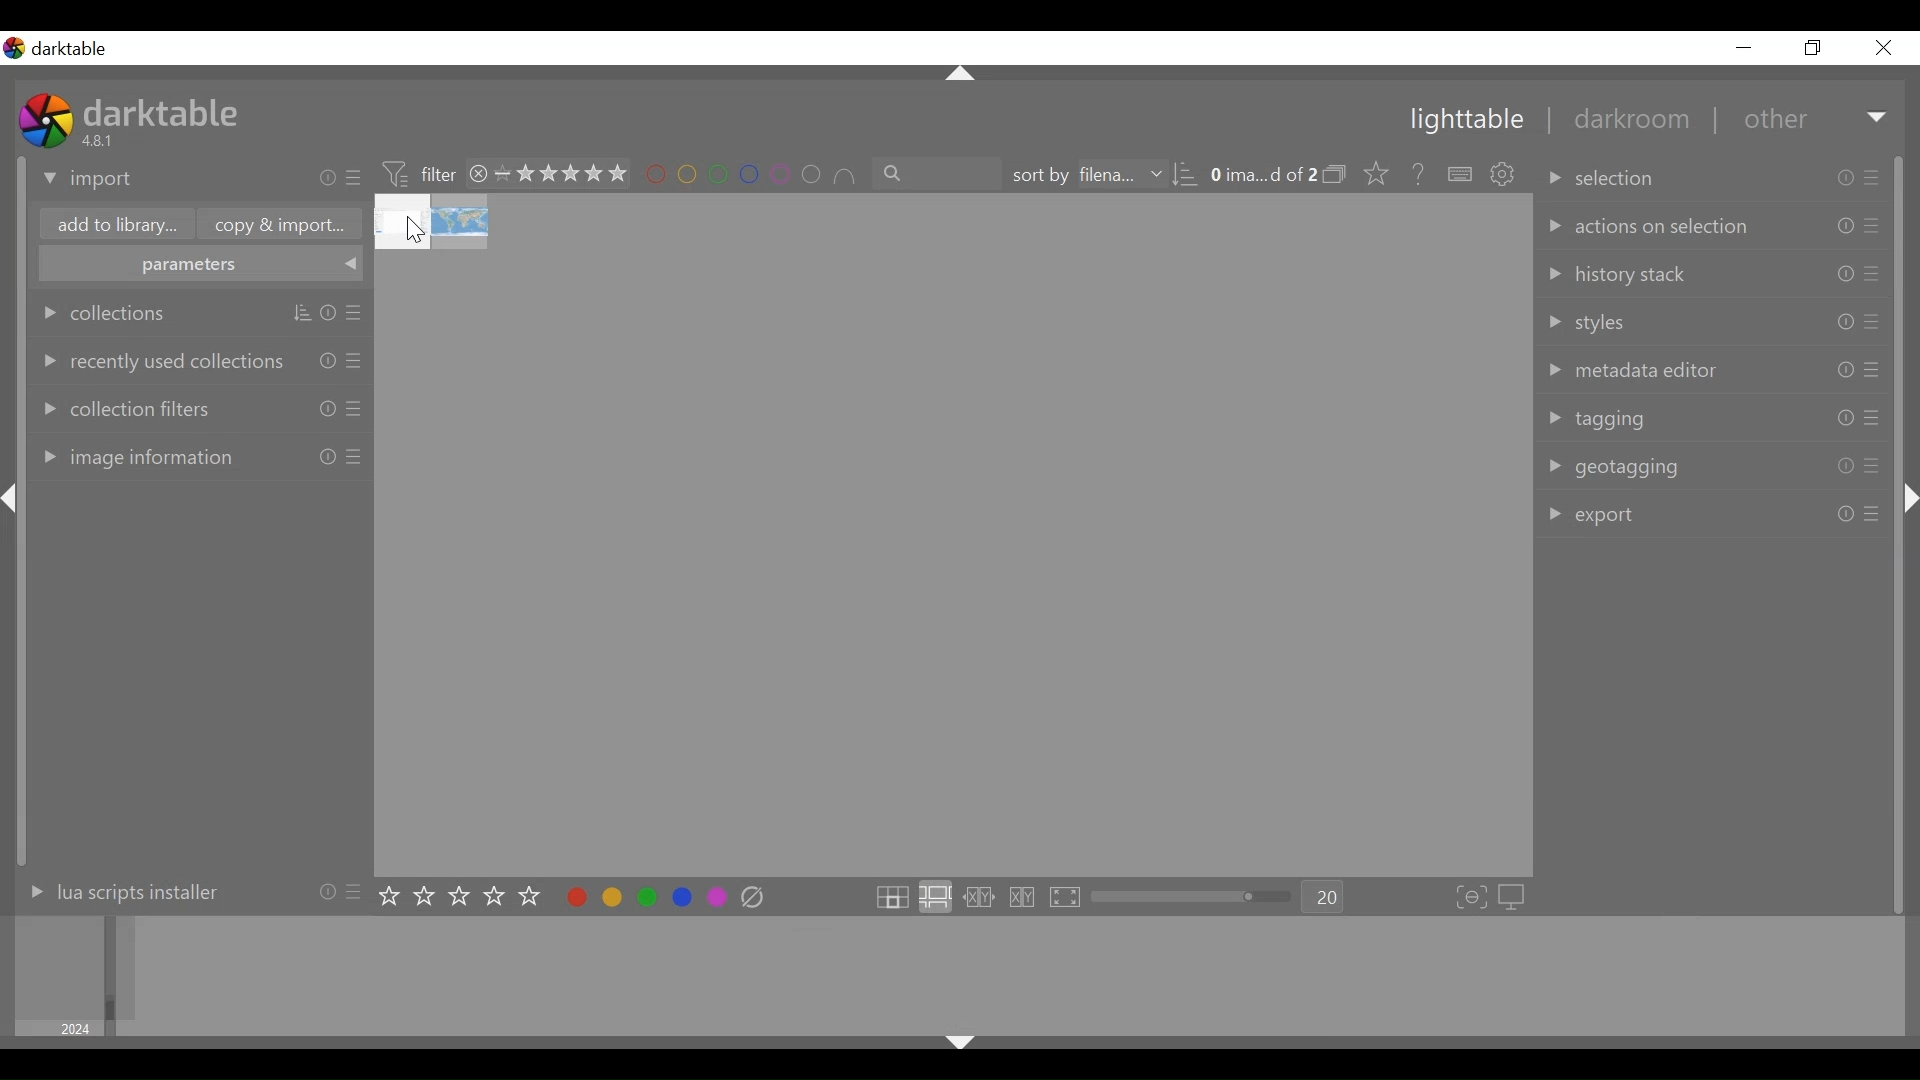 darktable
darktable
4.8.1
lighttable | darkroom | other
import
filter
sort by filena...
0 ima...d of 2
add to library...
copy & import...
parameters
collections
recently used collections
collection filters
image information
selection
actions on selection
history stack
styles
metadata editor
tagging
geotagging
export
lua scripts installer
20
2024